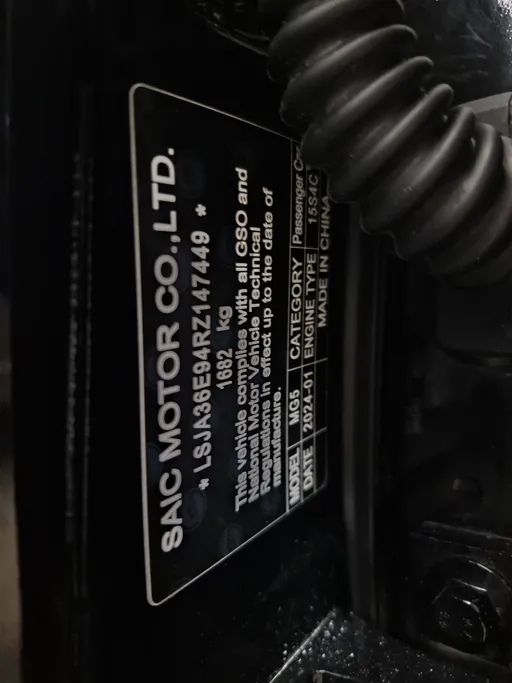 SAIC MOTOR CO.,LTD.
* LSJA36E94RZ147449 *
1682 kg
This vehicle complies with all GSO and
National Motor Vehicle Technical
Regulations in effect up to the date of
manufacture.
MODEL MG5 CATEGORY Passenger Car
DATE 2024-01 ENGINE TYPE 15S4C
MADE IN CHINA